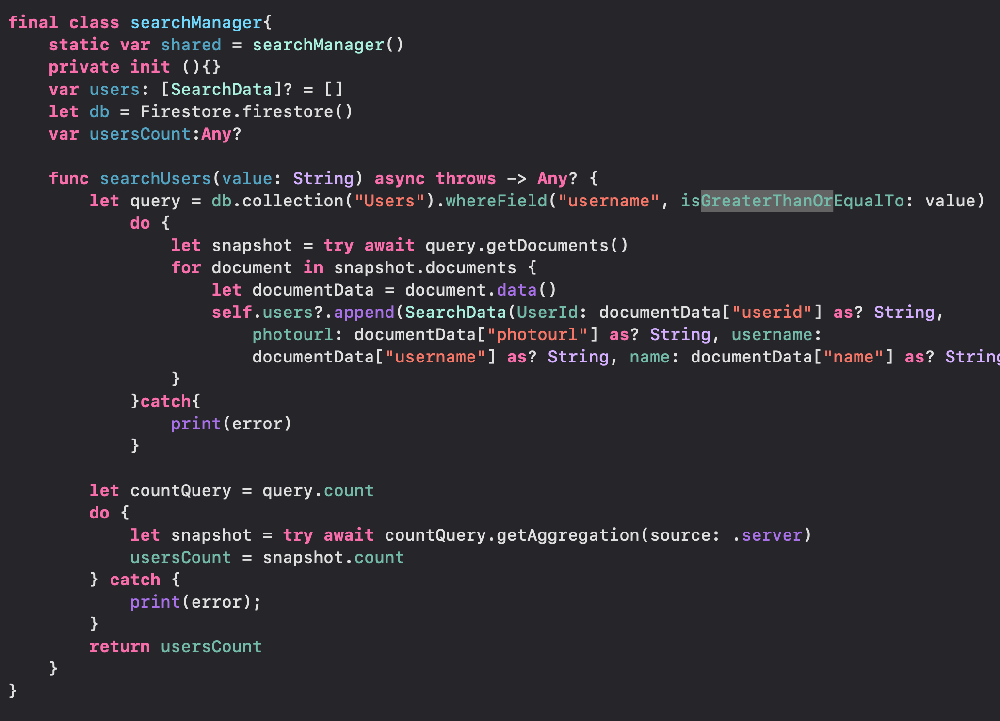 final class searchManager{
static var shared = searchManager()
private init (){}
var users: [SearchData]? = []
let db = Firestore.firestore()
var usersCount:Any?
func searchUsers(value: String) async throws -> Any? {
let query = db.collection("Users").whereField("username", isGreaterThanOrEqualTo: value)
do {
let snapshot = try await query.getDocuments()
for document in snapshot.documents {
let documentData = document.data()
self.users?.append(SearchData(UserId: documentData["userid"] as? String,
photourl: documentData["photourl"] as? String, username:
documentData["username"] as? String, name: documentData["name"] as? String
}
}catch{
print(error)
}
let countQuery = query.count
do {
let snapshot = try await countQuery.getAggregation(source: .server)
usersCount = snapshot.count
} catch {
print(error);
}
return usersCount
}
}